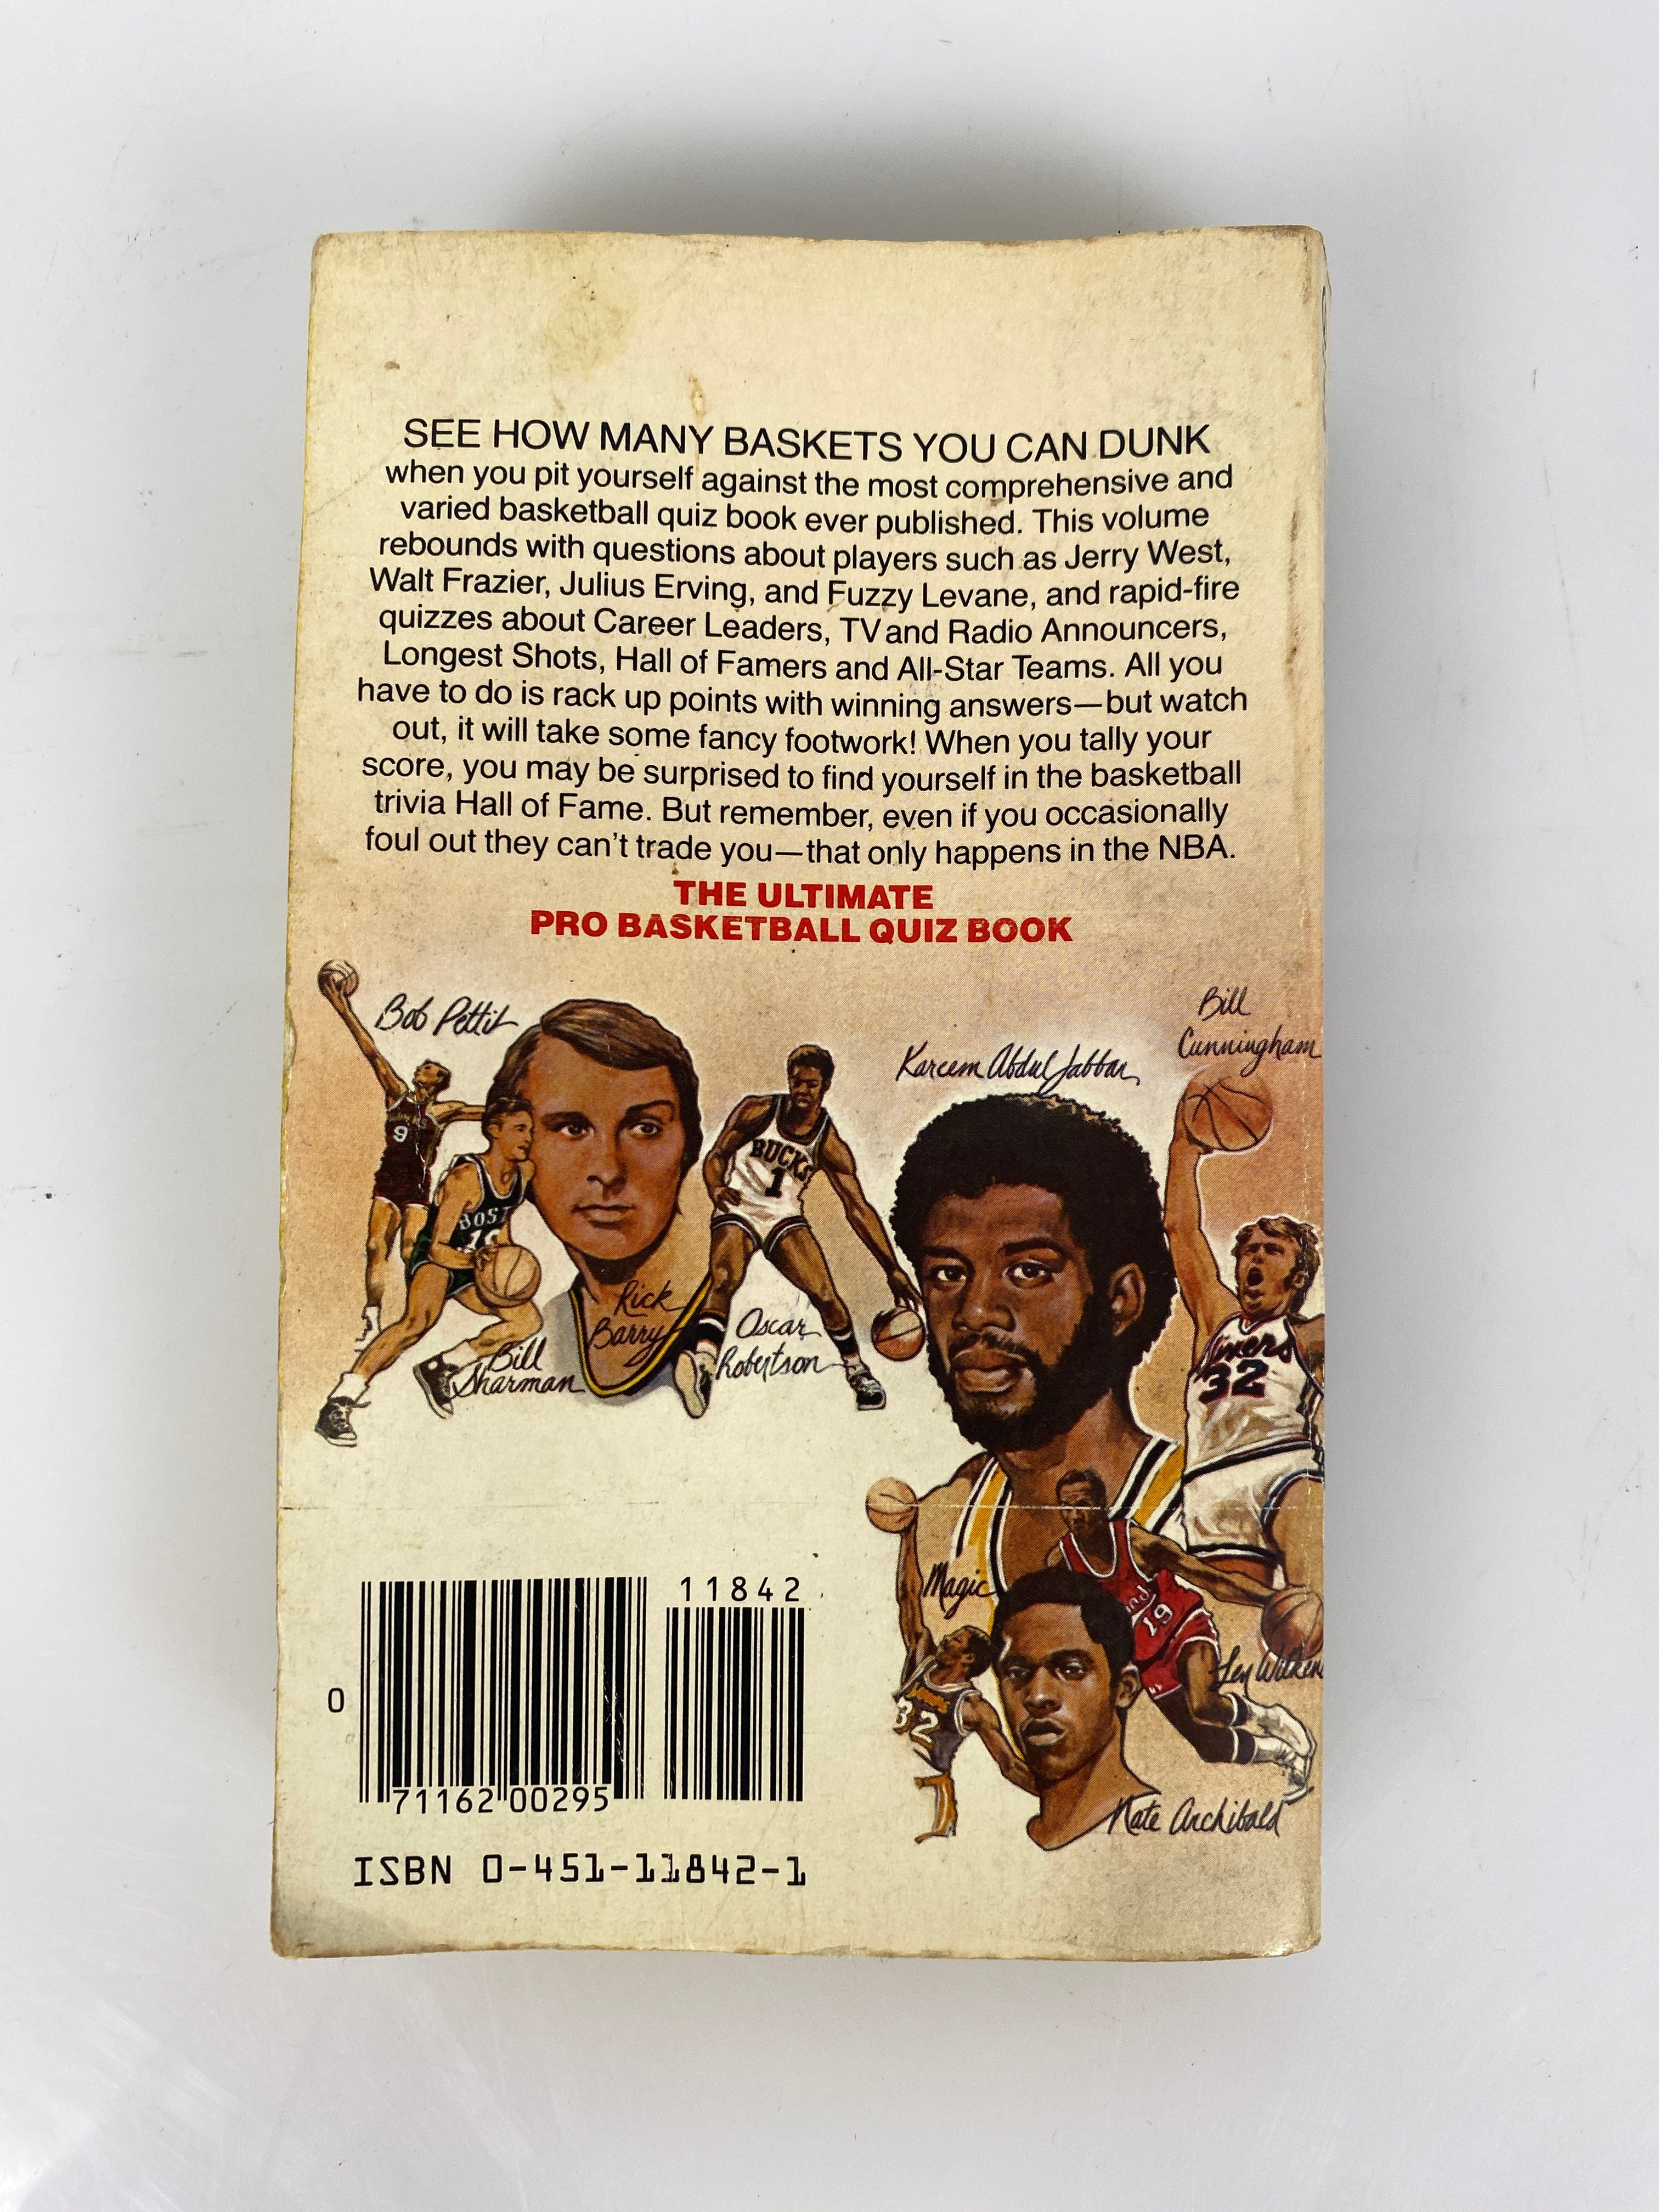 SEE HOW MANY BASKETS YOU CAN DUNK
when you pit yourself against the most comprehensive and
varied basketball quiz book ever published. This volume
rebounds with questions about players such as Jerry West,
Walt Frazier, Julius Erving, and Fuzzy Levane, and rapid-fire
quizzes about Career Leaders, TV and Radio Announcers,
Longest Shots, Hall of Famers and All-Star Teams. All you
have to do is rack up points with winning answers—but watch
out, it will take some fancy footwork! When you tally your
score, you may be surprised to find yourself in the basketball
trivia Hall of Fame. But remember, even if you occasionally
foul out they can't trade you—that only happens in the NBA.
THE ULTIMATE
PRO BASKETBALL QUIZ BOOK
Bob Pettit
9
BOST
Bill
Sharman
Rick
Barry
BUCKS
1
Oscar
Robertson
Kareem Abdul Jabbar
Bill
Cunningham
32
Magic
32
19
Len Wilken
Nate Archibald
11842
0
71162 00295
ISBN 0-451-11842-1